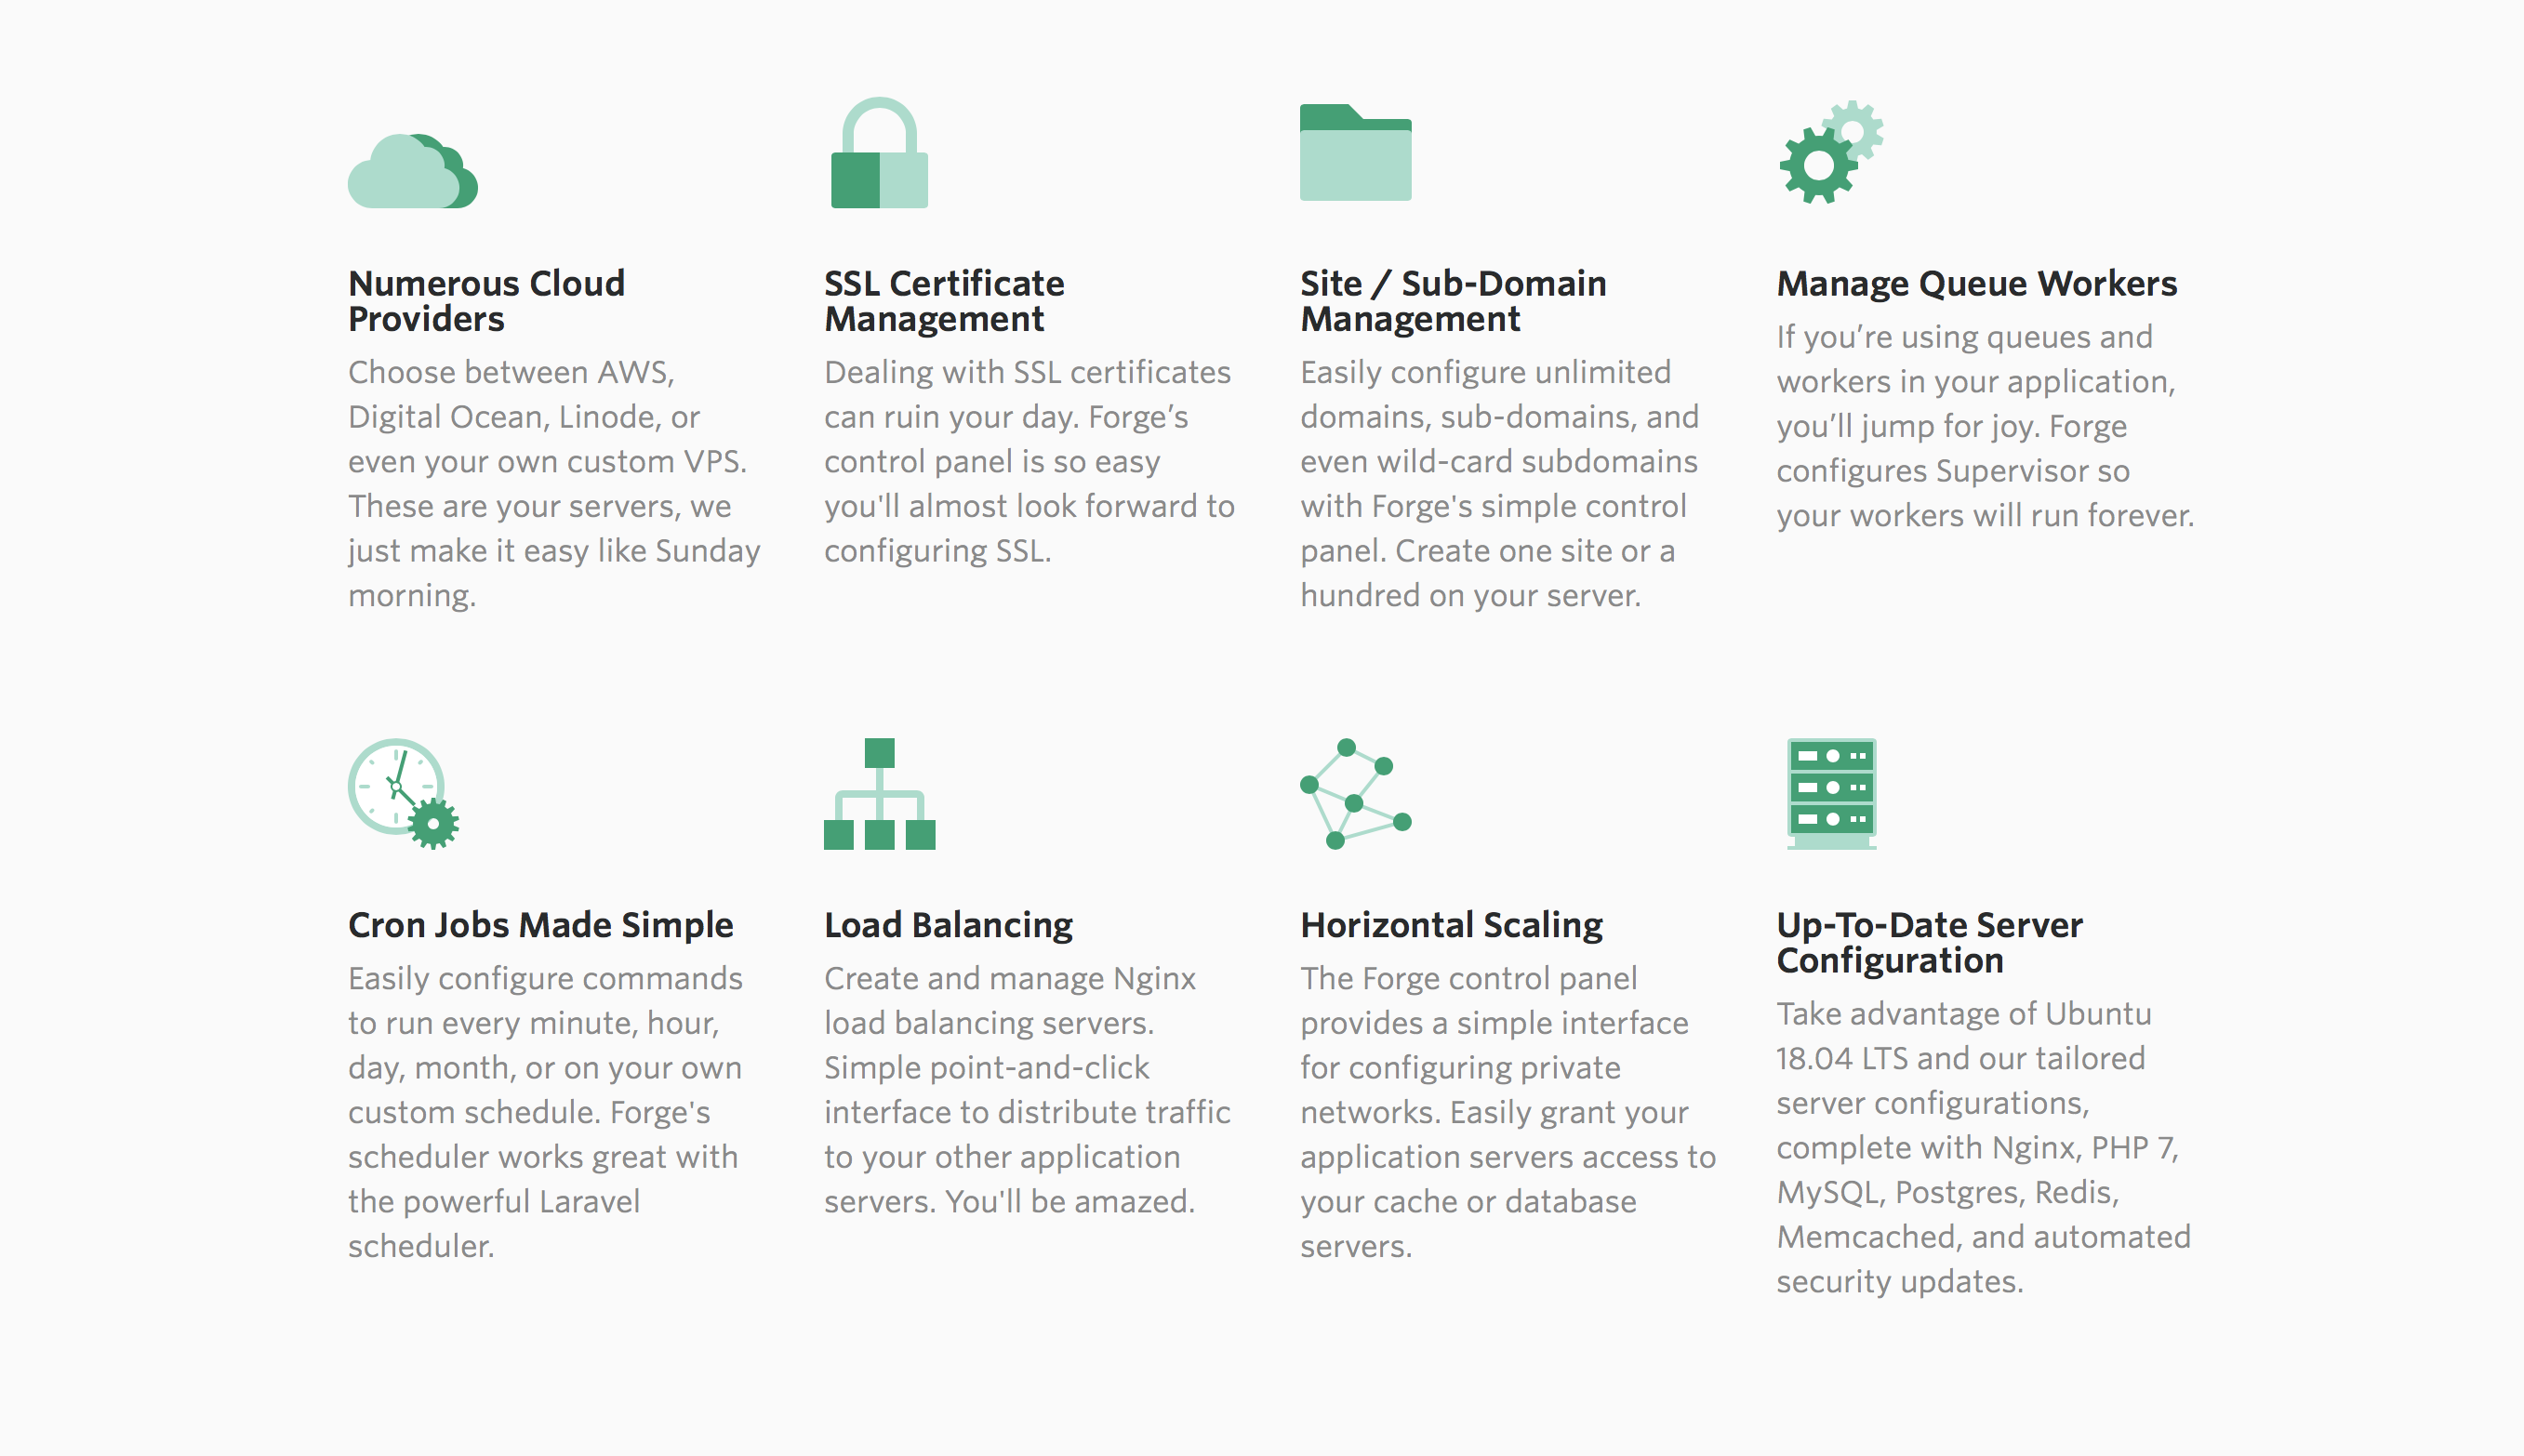 Numerous Cloud
Providers
Choose between AWS,
Digital Ocean, Linode, or
even your own custom VPS.
These are your servers, we
just make it easy like Sunday
morning.
SSL Certificate
Management
Dealing with SSL certificates
can ruin your day. Forge’s
control panel is so easy
you'll almost look forward to
configuring SSL.
Site / Sub-Domain
Management
Easily configure unlimited
domains, sub-domains, and
even wild-card subdomains
with Forge's simple control
panel. Create one site or a
hundred on your server.
Manage Queue Workers
If you’re using queues and
workers in your application,
you’ll jump for joy. Forge
configures Supervisor so
your workers will run forever.
Cron Jobs Made Simple
Easily configure commands
to run every minute, hour,
day, month, or on your own
custom schedule. Forge's
scheduler works great with
the powerful Laravel
scheduler.
Load Balancing
Create and manage Nginx
load balancing servers.
Simple point-and-click
interface to distribute traffic
to your other application
servers. You'll be amazed.
Horizontal Scaling
The Forge control panel
provides a simple interface
for configuring private
networks. Easily grant your
application servers access to
your cache or database
servers.
Up-To-Date Server
Configuration
Take advantage of Ubuntu
18.04 LTS and our tailored
server configurations,
complete with Nginx, PHP 7,
MySQL, Postgres, Redis,
Memcached, and automated
security updates.